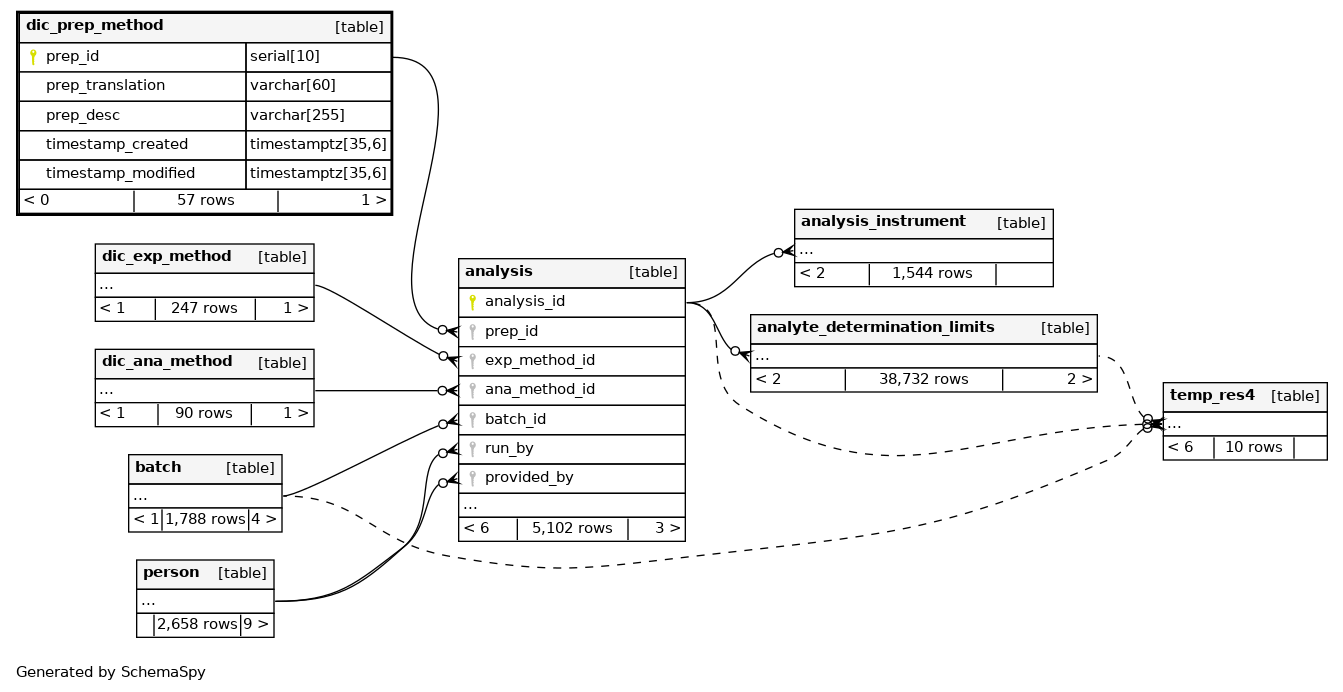 dic_prep_method [table]
prep_id serial[10]
prep_translation varchar[60]
prep_desc varchar[255]
timestamp_created timestamptz[35,6]
timestamp_modified timestamptz[35,6]
< 0 57 rows 1 >
dic_exp_method [table]
...
< 1 247 rows 1 >
dic_ana_method [table]
...
< 1 90 rows 1 >
batch [table]
...
< 1 1,788 rows 4 >
person [table]
...
2,658 rows 9 >
analysis [table]
analysis_id
prep_id
exp_method_id
ana_method_id
batch_id
run_by
provided_by
...
< 6 5,102 rows 3 >
analysis_instrument [table]
...
< 2 1,544 rows
analyte_determination_limits [table]
...
< 2 38,732 rows 2 >
temp_res4 [table]
...
< 6 10 rows
Generated by SchemaSpy